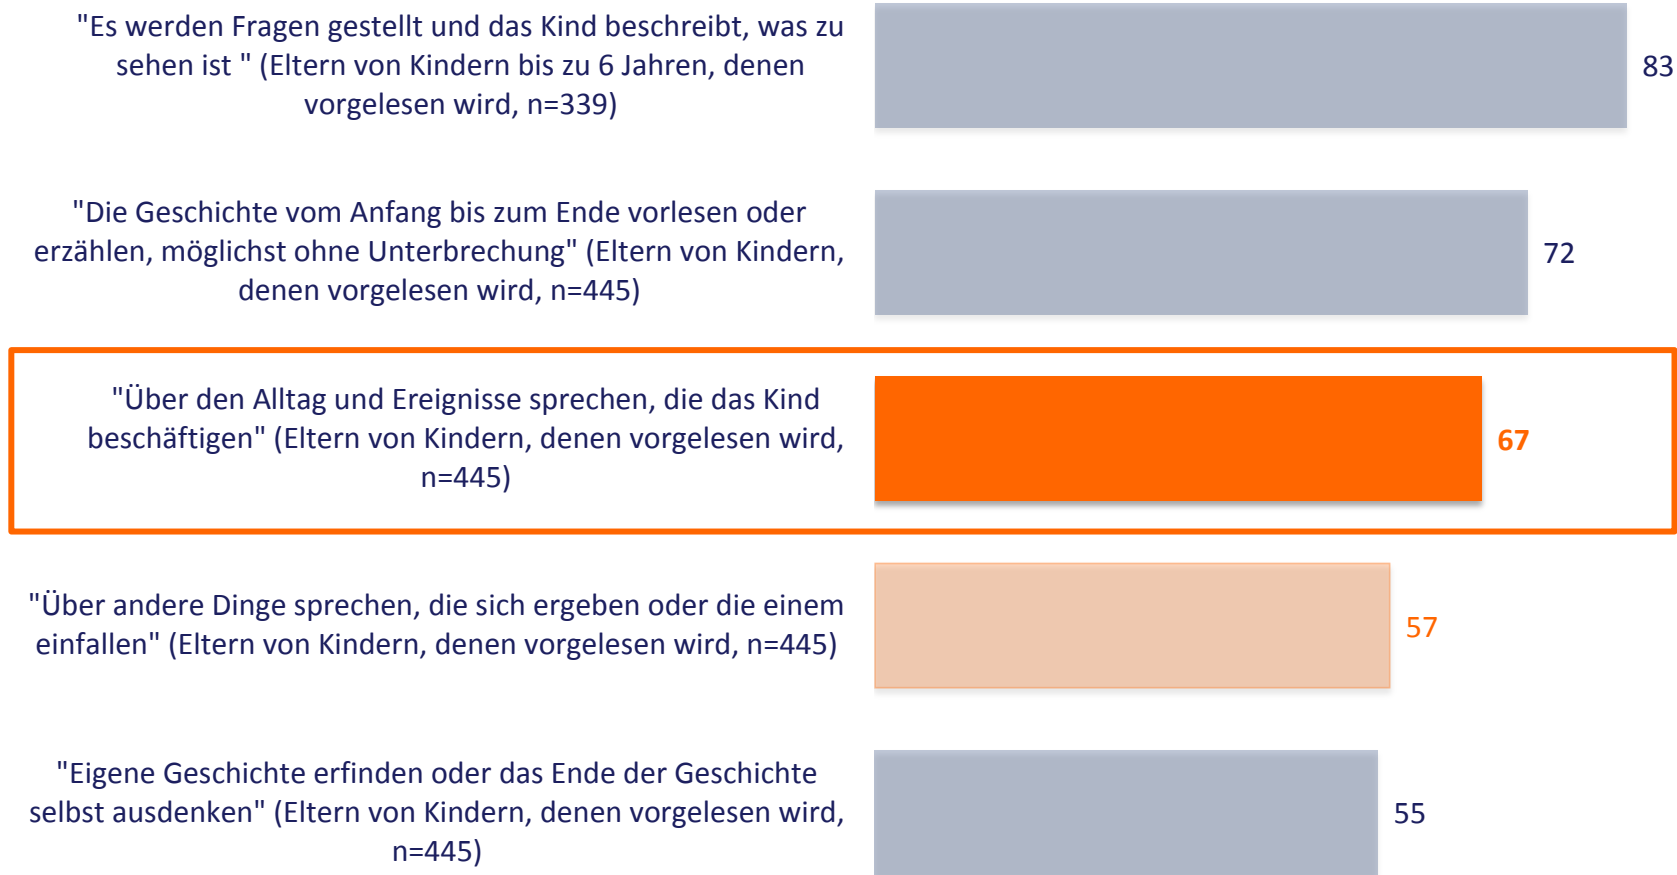 "Es werden Fragen gestellt und das Kind beschreibt, was zu
sehen ist " (Eltern von Kindern bis zu 6 Jahren, denen
vorgelesen wird, n=339)
83
"Die Geschichte vom Anfang bis zum Ende vorlesen oder
erzählen, möglichst ohne Unterbrechung" (Eltern von Kindern,
denen vorgelesen wird, n=445)
72
"Über den Alltag und Ereignisse sprechen, die das Kind
beschäftigen" (Eltern von Kindern, denen vorgelesen wird,
n=445)
67
"Über andere Dinge sprechen, die sich ergeben oder die einem
einfallen" (Eltern von Kindern, denen vorgelesen wird, n=445)
57
"Eigene Geschichte erfinden oder das Ende der Geschichte
selbst ausdenken" (Eltern von Kindern, denen vorgelesen wird,
n=445)
55